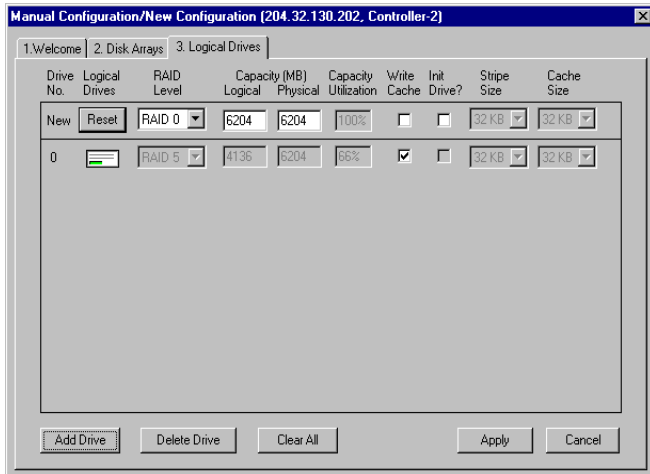 Manual Configuration/New Configuration (204.32.130.202, Controller-2)
1.Welcome 2. Disk Arrays 3. Logical Drives
Drive Logical RAID Capacity (MB) Capacity Write Init Stripe Cache
No. Drives Level Logical Physical Utilization Cache Drive? Size Size
New Reset RAID 0 6204 6204 100% 32 KB 32 KB
0 RAID 5 4136 6204 66% 32 KB 32 KB
Add Drive Delete Drive Clear All Apply Cancel